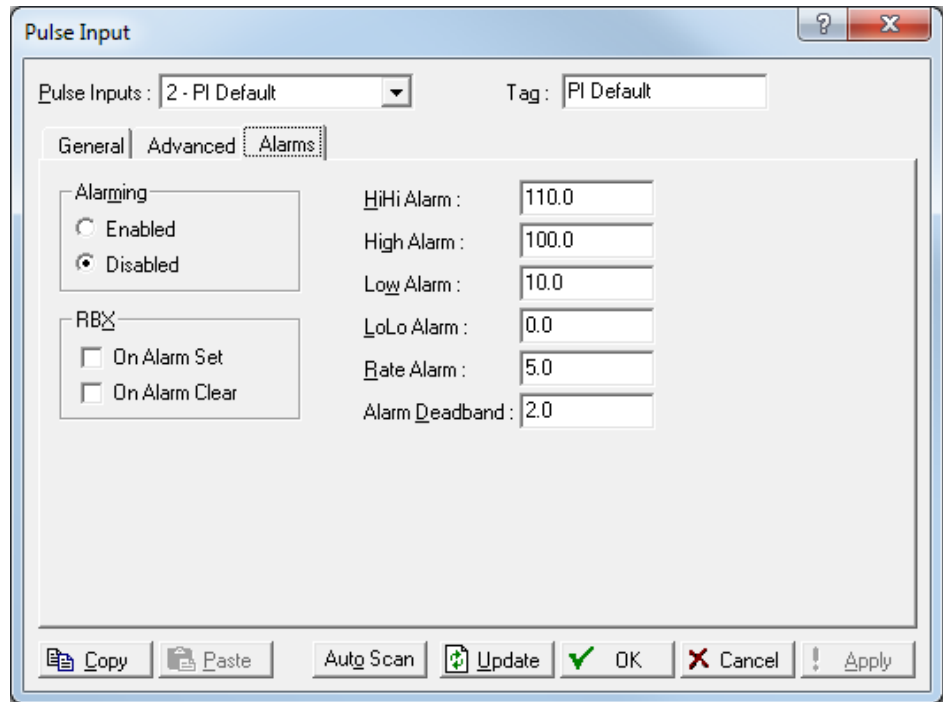 Pulse Input
?
Pulse Inputs : 2 - PI Default
Tag : PI Default
General Advanced Alarms
Alarming
Enabled
Disabled
RBX
On Alarm Set
On Alarm Clear
HiHi Alarm : 110.0
High Alarm : 100.0
Low Alarm : 10.0
LoLo Alarm : 0.0
Rate Alarm : 5.0
Alarm Deadband : 2.0
Copy Paste Auto Scan Update OK Cancel ! Apply